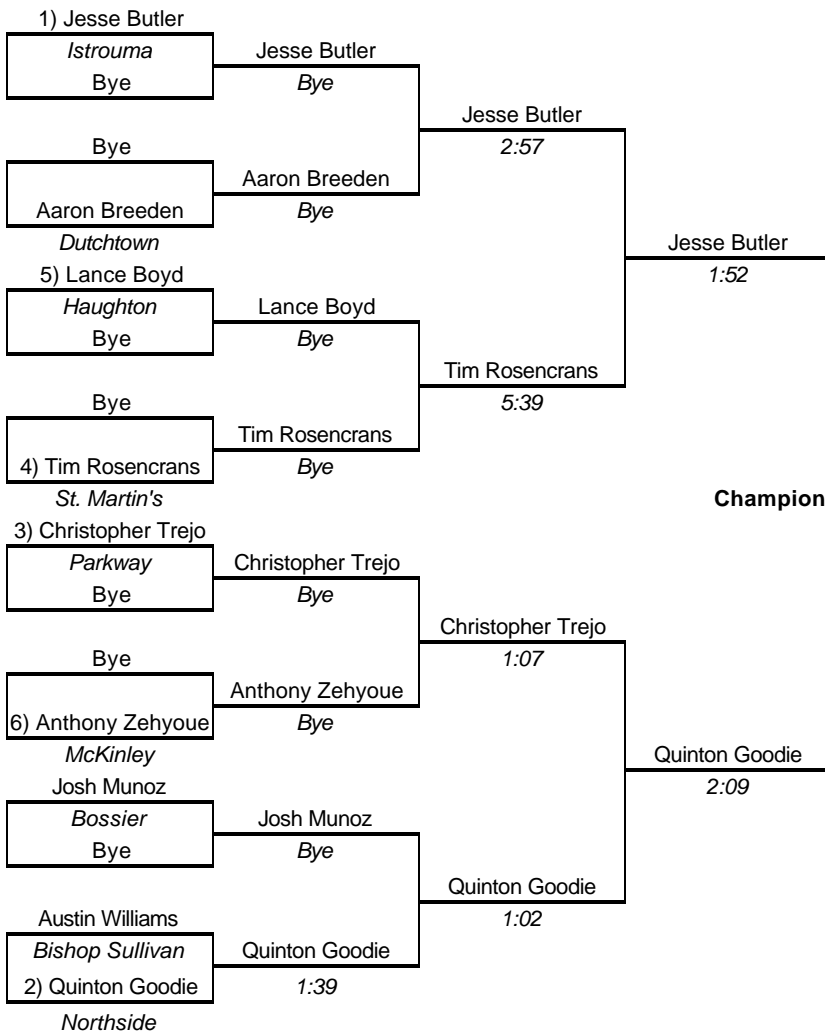 1) Jesse Butler
Istrouma
Jesse Butler
Bye
Bye
Jesse Butler
Bye
2:57
Aaron Breeden
Aaron Breeden
Bye
Dutchtown
Jesse Butler
5) Lance Boyd
1:52
Haughton
Lance Boyd
Bye
Bye
Tim Rosencrans
Bye
5:39
Tim Rosencrans
4) Tim Rosencrans
Bye
St. Martin's
Champion
3) Christopher Trejo
Parkway
Christopher Trejo
Bye
Bye
Christopher Trejo
Bye
1:07
Anthony Zehyoue
6) Anthony Zehyoue
Bye
McKinley
Quinton Goodie
Josh Munoz
2:09
Bossier
Josh Munoz
Bye
Bye
Quinton Goodie
Austin Williams
1:02
Bishop Sullivan
Quinton Goodie
2) Quinton Goodie
1:39
Northside